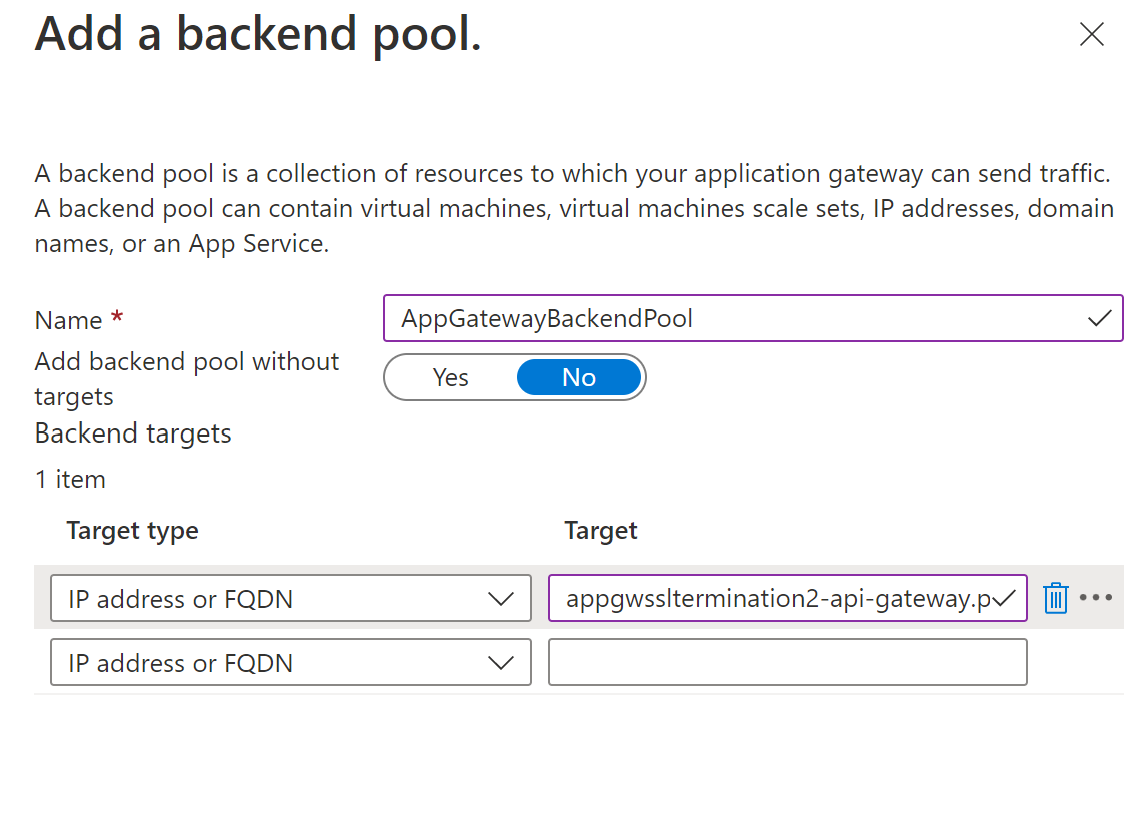 Add a backend pool.
A backend pool is a collection of resources to which your application gateway can send traffic.
A backend pool can contain virtual machines, virtual machines scale sets, IP addresses, domain
names, or an App Service.
Name *
AppGatewayBackendPool
Add backend pool without
targets
Yes
No
Backend targets
1 item
Target type
Target
IP address or FQDN
appgwssltermination2-api-gateway.p
IP address or FQDN